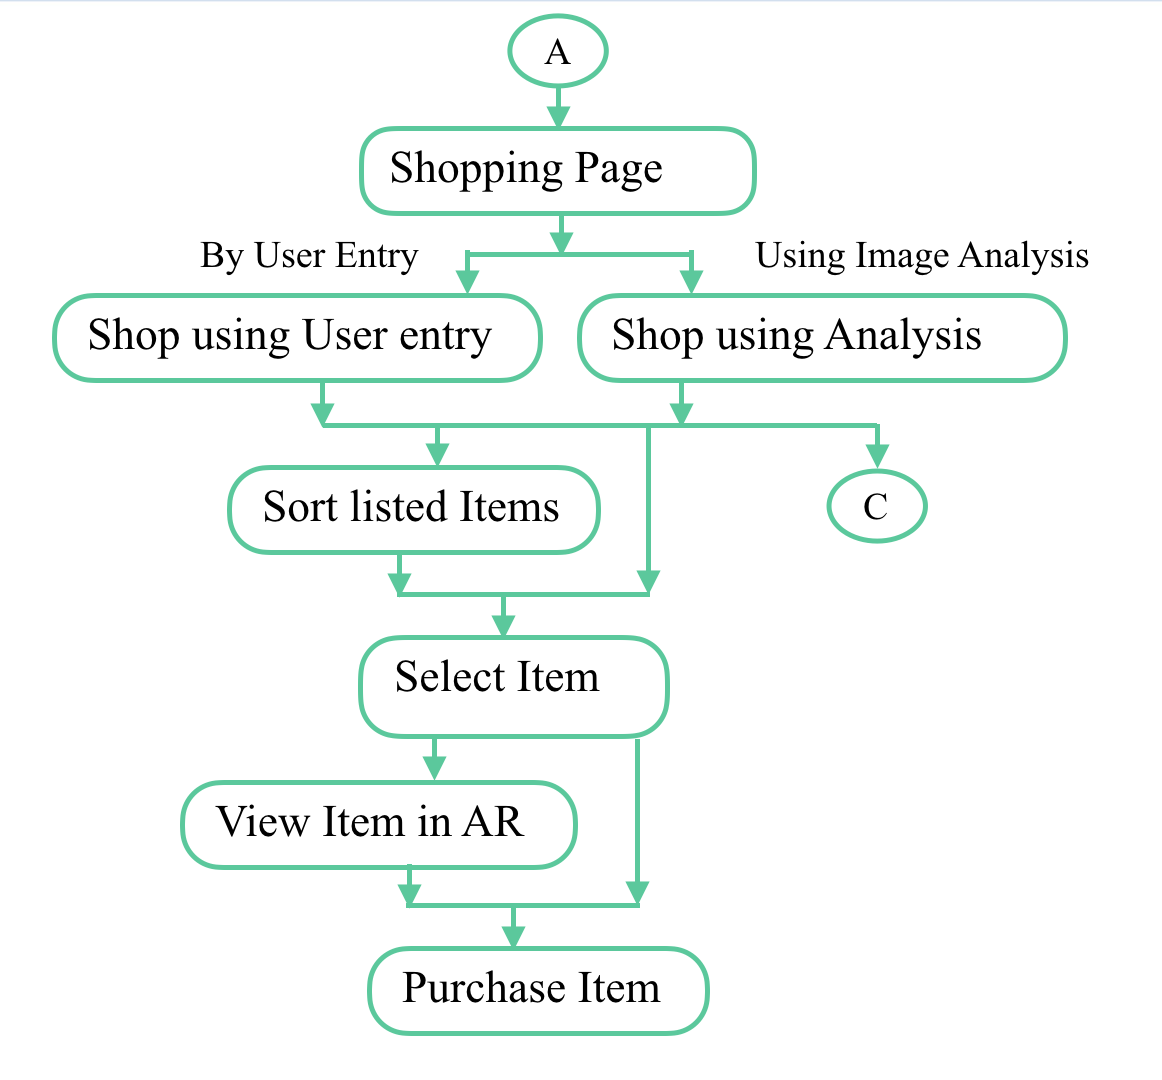 A
Shopping Page
By User Entry
Using Image Analysis
Shop using User entry
Shop using Analysis
Sort listed Items
C
Select Item
View Item in AR
Purchase Item